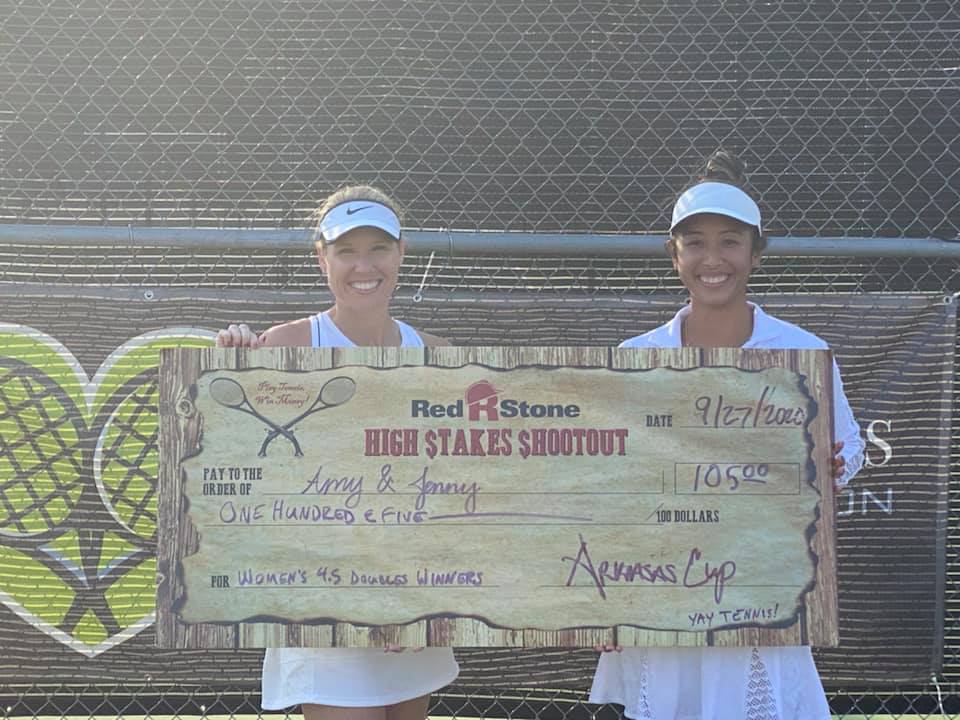 Play Tennis,
Win Money!
Red R Stone
HIGH $TAKES $HOOTOUT
DATE 9/27/2020
PAY TO THE
ORDER OF Amy & Jenny 105.00
ONE HUNDRED & FIVE /100 DOLLARS
FOR WOMEN'S 4.5 DOUBLES WINNERS
ARKANSAS CUP
YAY TENNIS!
S
ON